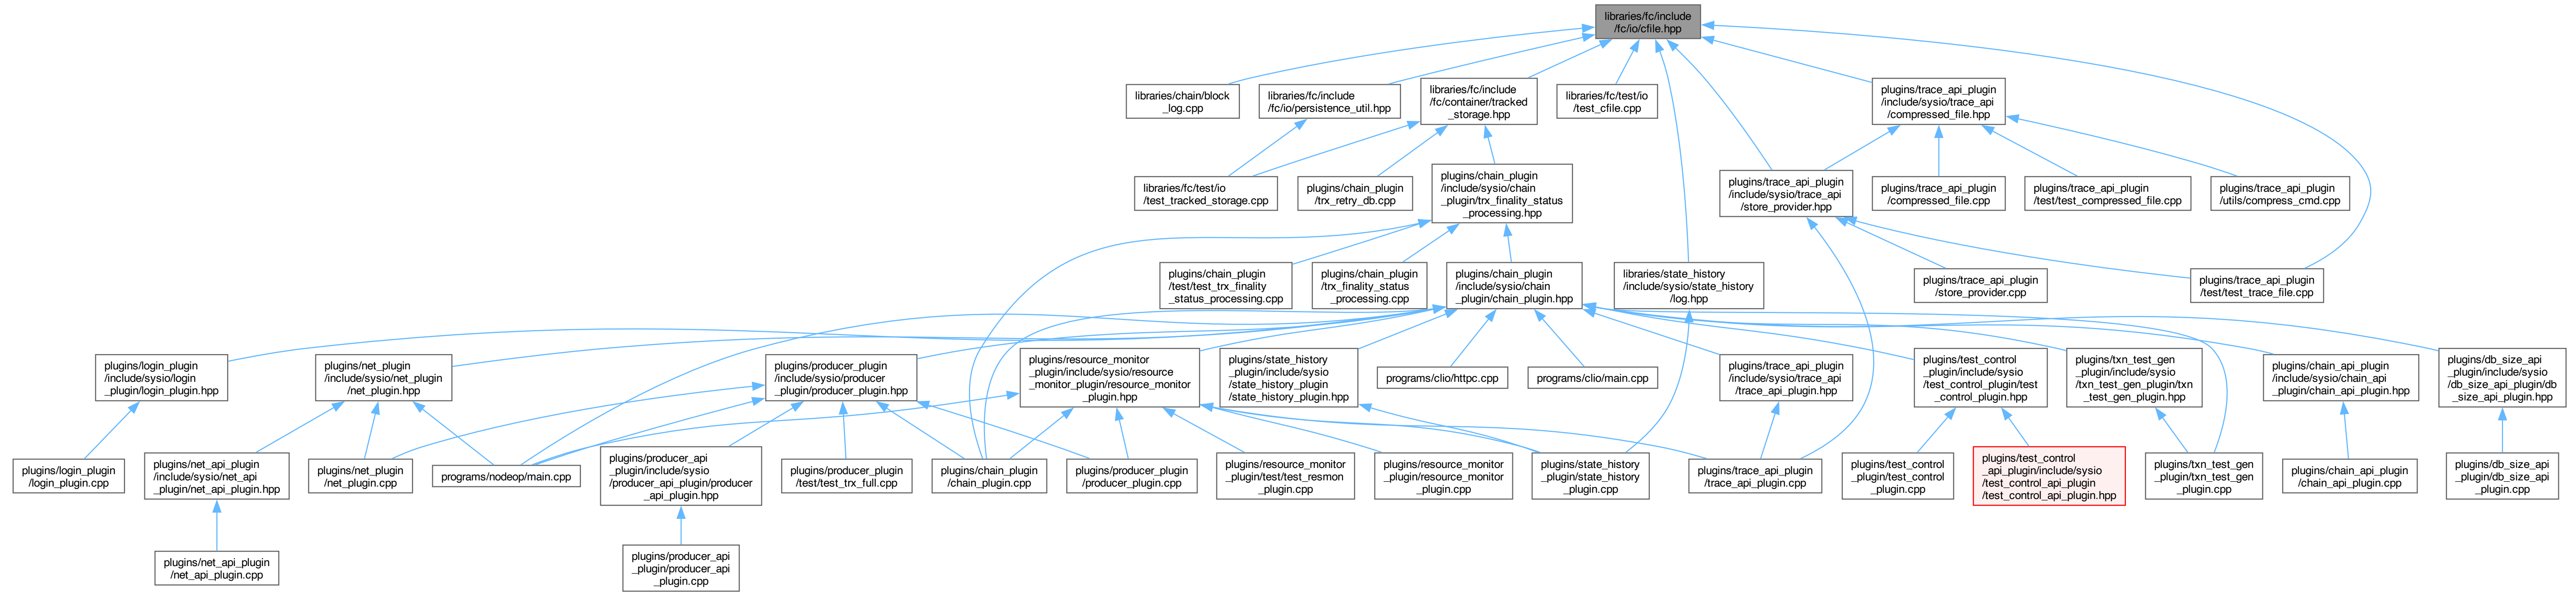 libraries/fc/include
/fc/io/cfile.hpp
libraries/chain/block
_log.cpp
libraries/fc/include
/fc/io/persistence_util.hpp
libraries/fc/include
/fc/container/tracked
_storage.hpp
libraries/fc/test/io
/test_cfile.cpp
plugins/trace_api_plugin
/include/sysio/trace_api
/compressed_file.hpp
libraries/fc/test/io
/test_tracked_storage.cpp
plugins/chain_plugin
/trx_retry_db.cpp
plugins/chain_plugin
/include/sysio/chain
_plugin/trx_finality_status
_processing.hpp
plugins/trace_api_plugin
/include/sysio/trace_api
/store_provider.hpp
plugins/trace_api_plugin
/compressed_file.cpp
plugins/trace_api_plugin
/test/test_compressed_file.cpp
plugins/trace_api_plugin
/utils/compress_cmd.cpp
plugins/chain_plugin
/test/test_trx_finality
_status_processing.cpp
plugins/chain_plugin
/trx_finality_status
_processing.cpp
plugins/chain_plugin
/include/sysio/chain
_plugin/chain_plugin.hpp
libraries/state_history
/include/sysio/state_history
/log.hpp
plugins/trace_api_plugin
/store_provider.cpp
plugins/trace_api_plugin
/test/test_trace_file.cpp
plugins/login_plugin
/include/sysio/login
_plugin/login_plugin.hpp
plugins/net_plugin
/include/sysio/net_plugin
/net_plugin.hpp
plugins/producer_plugin
/include/sysio/producer
_plugin/producer_plugin.hpp
plugins/resource_monitor
_plugin/include/sysio/resource
_monitor_plugin/resource_monitor
_plugin.hpp
plugins/state_history
_plugin/include/sysio
/state_history_plugin
/state_history_plugin.hpp
programs/clio/httpc.cpp
programs/clio/main.cpp
plugins/trace_api_plugin
/include/sysio/trace_api
/trace_api_plugin.hpp
plugins/test_control
_plugin/include/sysio
/test_control_plugin/test
_control_plugin.hpp
plugins/txn_test_gen
_plugin/include/sysio
/txn_test_gen_plugin/txn
_test_gen_plugin.hpp
plugins/chain_api_plugin
/include/sysio/chain_api
_plugin/chain_api_plugin.hpp
plugins/db_size_api
_plugin/include/sysio
/db_size_api_plugin/db
_size_api_plugin.hpp
plugins/login_plugin
/login_plugin.cpp
plugins/net_api_plugin
/include/sysio/net_api
_plugin/net_api_plugin.hpp
plugins/net_plugin
/net_plugin.cpp
programs/nodeop/main.cpp
plugins/producer_api
_plugin/include/sysio
/producer_api_plugin/producer
_api_plugin.hpp
plugins/producer_plugin
/test/test_trx_full.cpp
plugins/chain_plugin
/chain_plugin.cpp
plugins/producer_plugin
/producer_plugin.cpp
plugins/resource_monitor
_plugin/test/test_resmon
_plugin.cpp
plugins/resource_monitor
_plugin/resource_monitor
_plugin.cpp
plugins/state_history
_plugin/state_history
_plugin.cpp
plugins/trace_api_plugin
/trace_api_plugin.cpp
plugins/test_control
_plugin/test_control
_plugin.cpp
plugins/test_control
_api_plugin/include/sysio
/test_control_api_plugin
/test_control_api_plugin.hpp
plugins/txn_test_gen
_plugin/txn_test_gen
_plugin.cpp
plugins/chain_api_plugin
/chain_api_plugin.cpp
plugins/db_size_api
_plugin/db_size_api
_plugin.cpp
plugins/net_api_plugin
/net_api_plugin.cpp
plugins/producer_api
_plugin/producer_api
_plugin.cpp